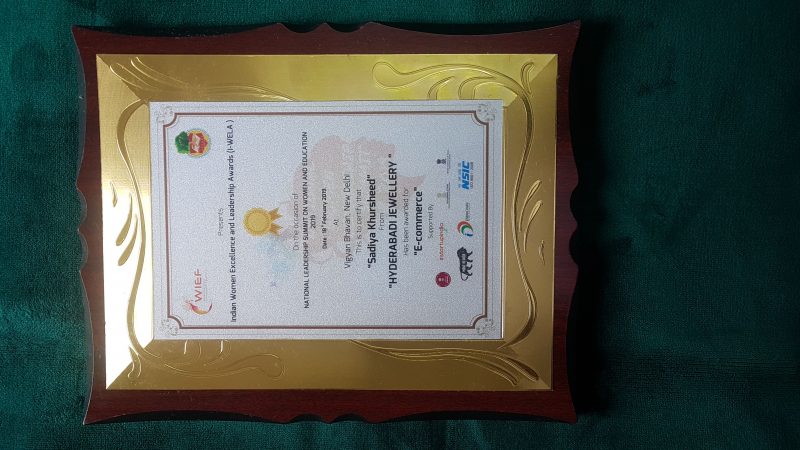 WIEF
Presents
Indian Women Excellence and Leadership Awards (I-WELA )
On the occasion of
NATIONAL LEADERSHIP SUMMIT ON WOMEN AND EDUCATION
2019
Date : 18th February 2019
At
Vigyan Bhavan, New Delhi
This is to certify that
"Sadiya Khursheed"
From
"HYDERABADI JEWELLERY "
Has been awarded for
"E-commerce"
Supported By
#startupindia
NSIC